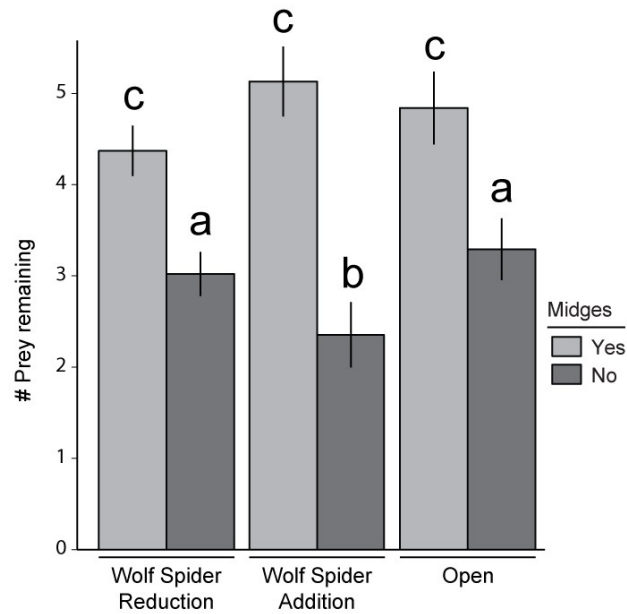 c
c
c
a
a
b
# Prey remaining
5
4
3
2
1
0
Midges
Yes
No
Wolf Spider
Reduction
Wolf Spider
Addition
Open